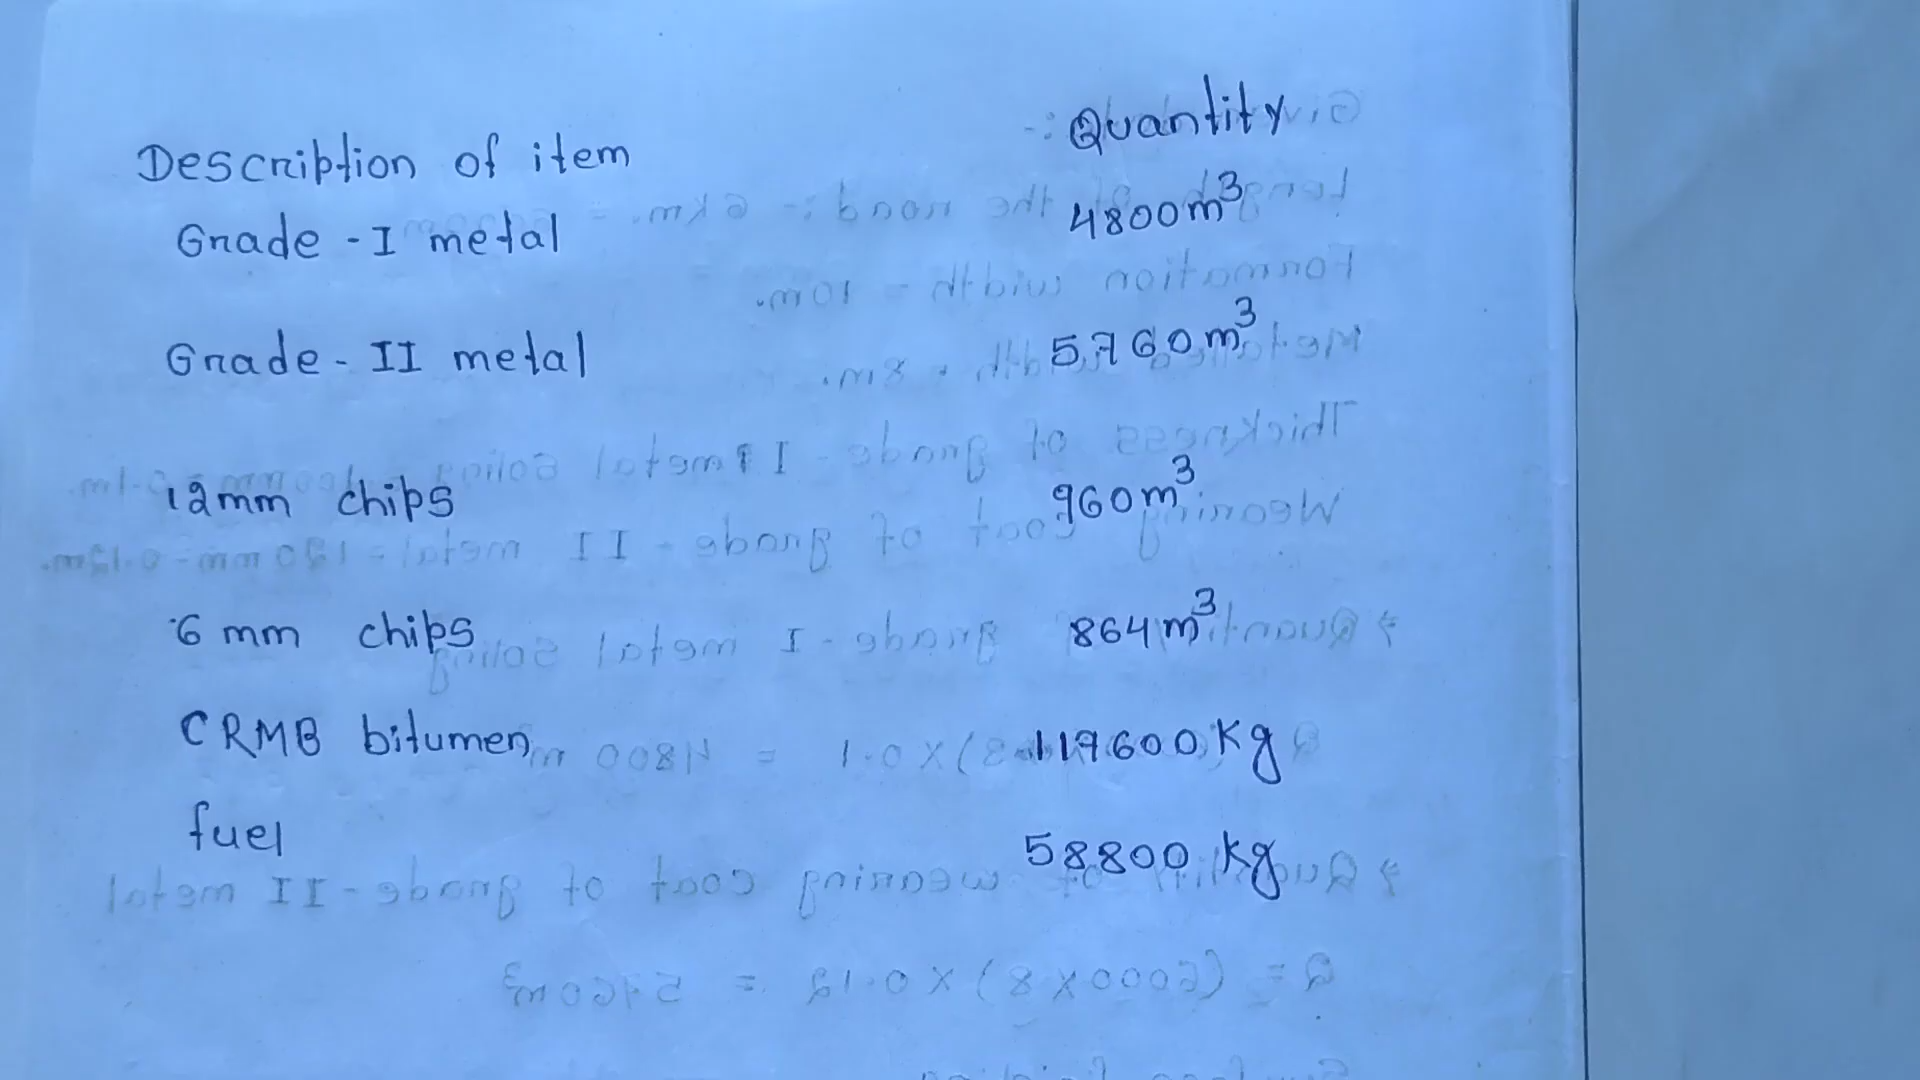 Description of item Quantity
Grade - I metal 4800m³
Grade - II metal 5760m³
12mm chips 960m³
6 mm chips 864m³
CRMB bitumen 117600 kg
fuel 58800 kg